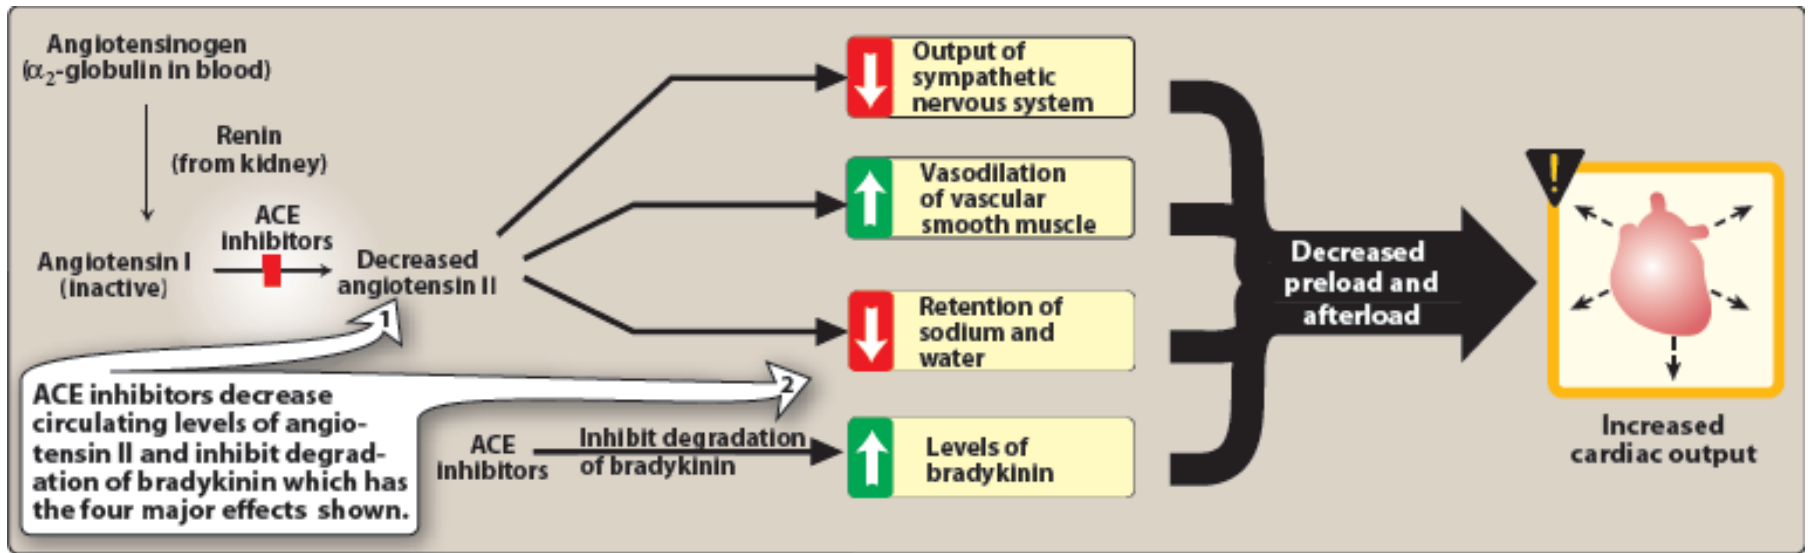 Angiotensinogen
(α₂-globulin in blood)
Renin
(from kidney)
ACE
inhibitors
Angiotensin I
(inactive)
Decreased
angiotensin II
1
2
ACE inhibitors decrease
circulating levels of angio-
tensin II and inhibit degrad-
ation of bradykinin which has
the four major effects shown.
ACE
inhibitors
Inhibit degradation
of bradykinin
Output of
sympathetic
nervous system
Vasodilation
of vascular
smooth muscle
Retention of
sodium and
water
Levels of
bradykinin
Decreased
preload and
afterload
!
Increased
cardiac output